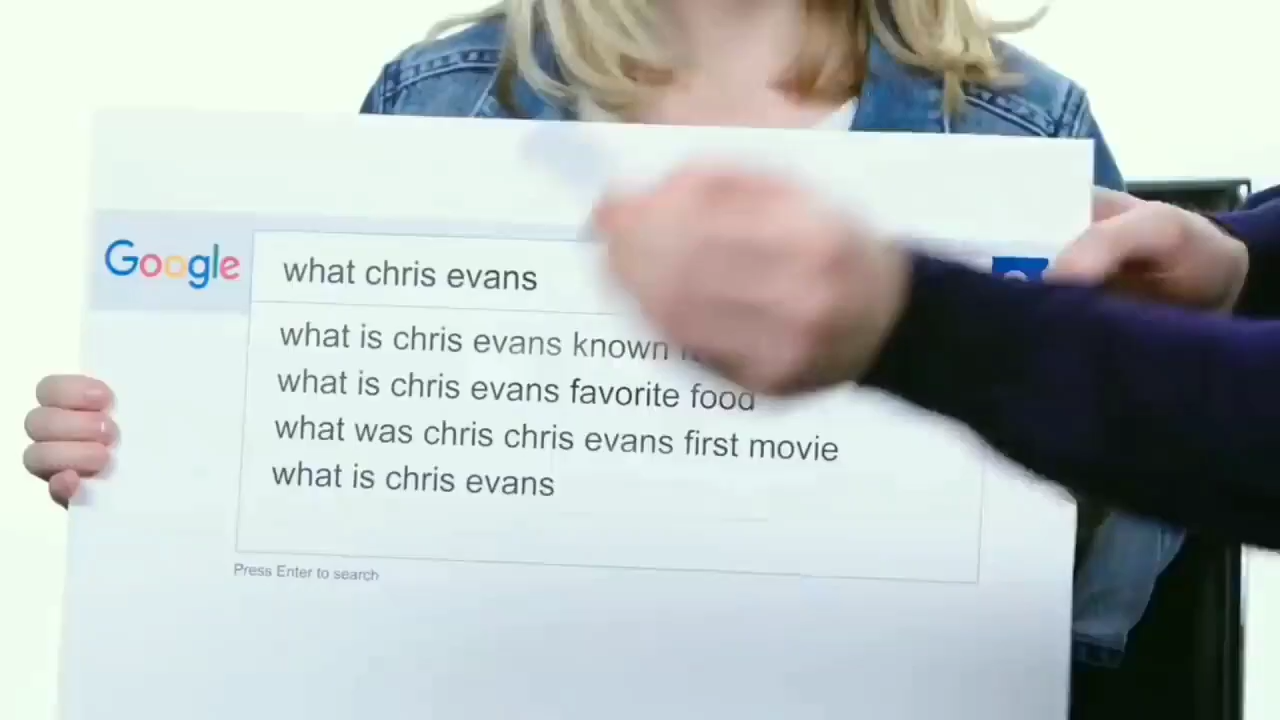 Google
what chris evans
what is chris evans known
what is chris evans favorite food
what was chris chris evans first movie
what is chris evans
Press Enter to search